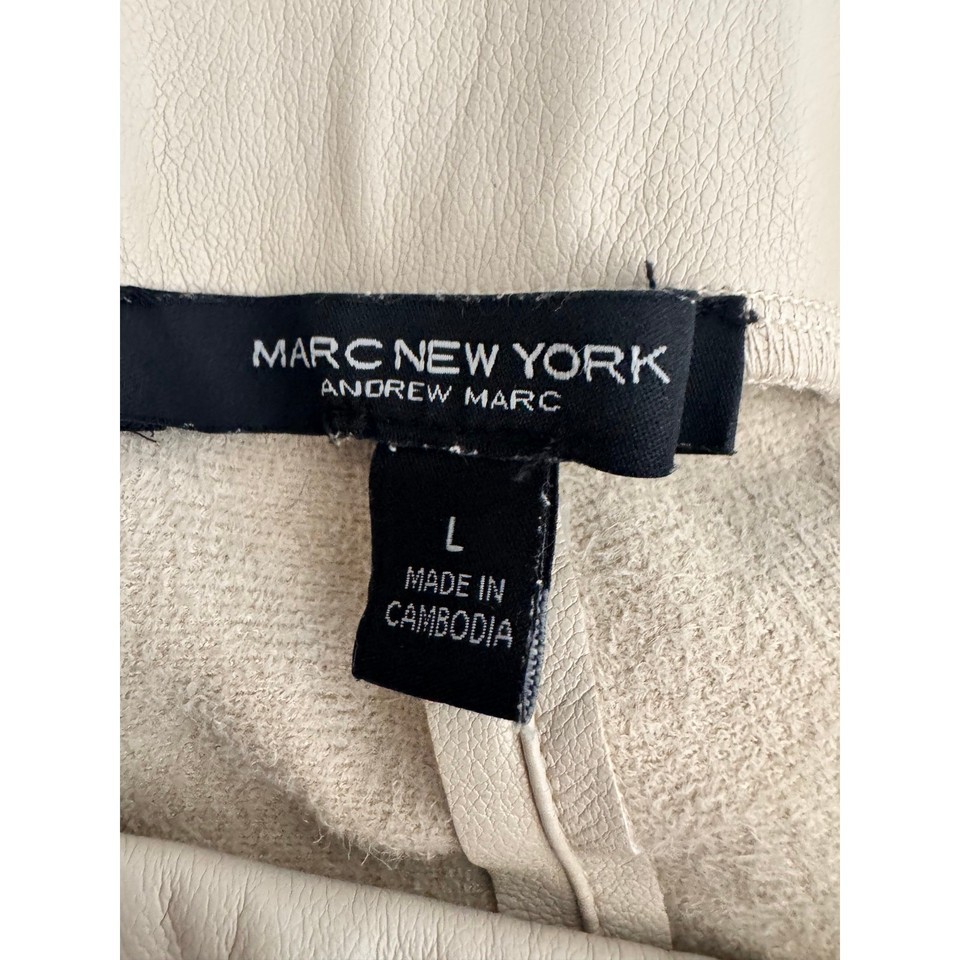 MARC NEW YORK
ANDREW MARC
L
MADE IN
CAMBODIA